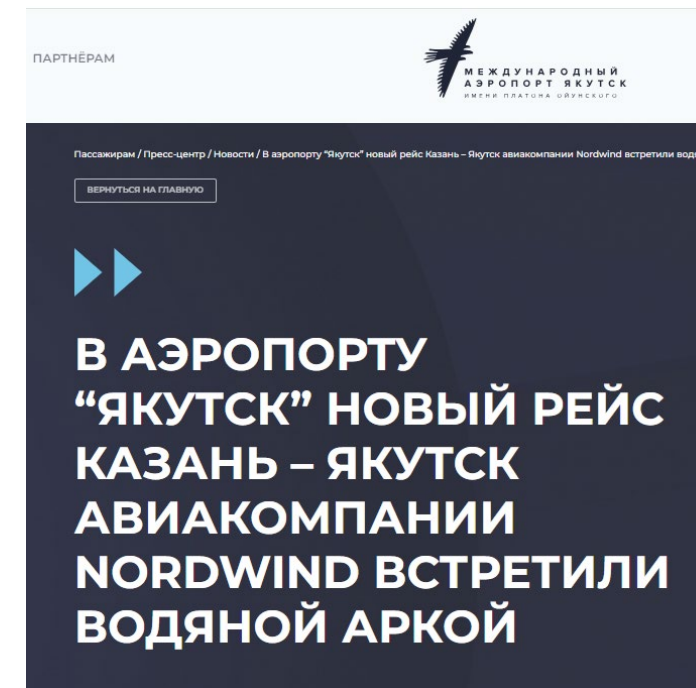 ПАРТНЁРАМ
МЕЖДУНАРОДНЫЙ
АЭРОПОРТ ЯКУТСК
ИМЕНИ ПЛАТОНА ОЙУНСКОГО
Пассажирам / Пресс-центр / Новости / В аэропорту “Якутск” новый рейс Казань – Якутск авиакомпании Nordwind встретили
ВЕРНУТЬСЯ НА ГЛАВНУЮ
В АЭРОПОРТУ
“ЯКУТСК” НОВЫЙ РЕЙС
КАЗАНЬ – ЯКУТСК
АВИАКОМПАНИИ
NORDWIND ВСТРЕТИЛИ
ВОДЯНОЙ АРКОЙ